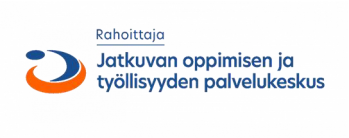 Rahoittaja
Jatkuvan oppimisen ja
työllisyyden palvelukeskus